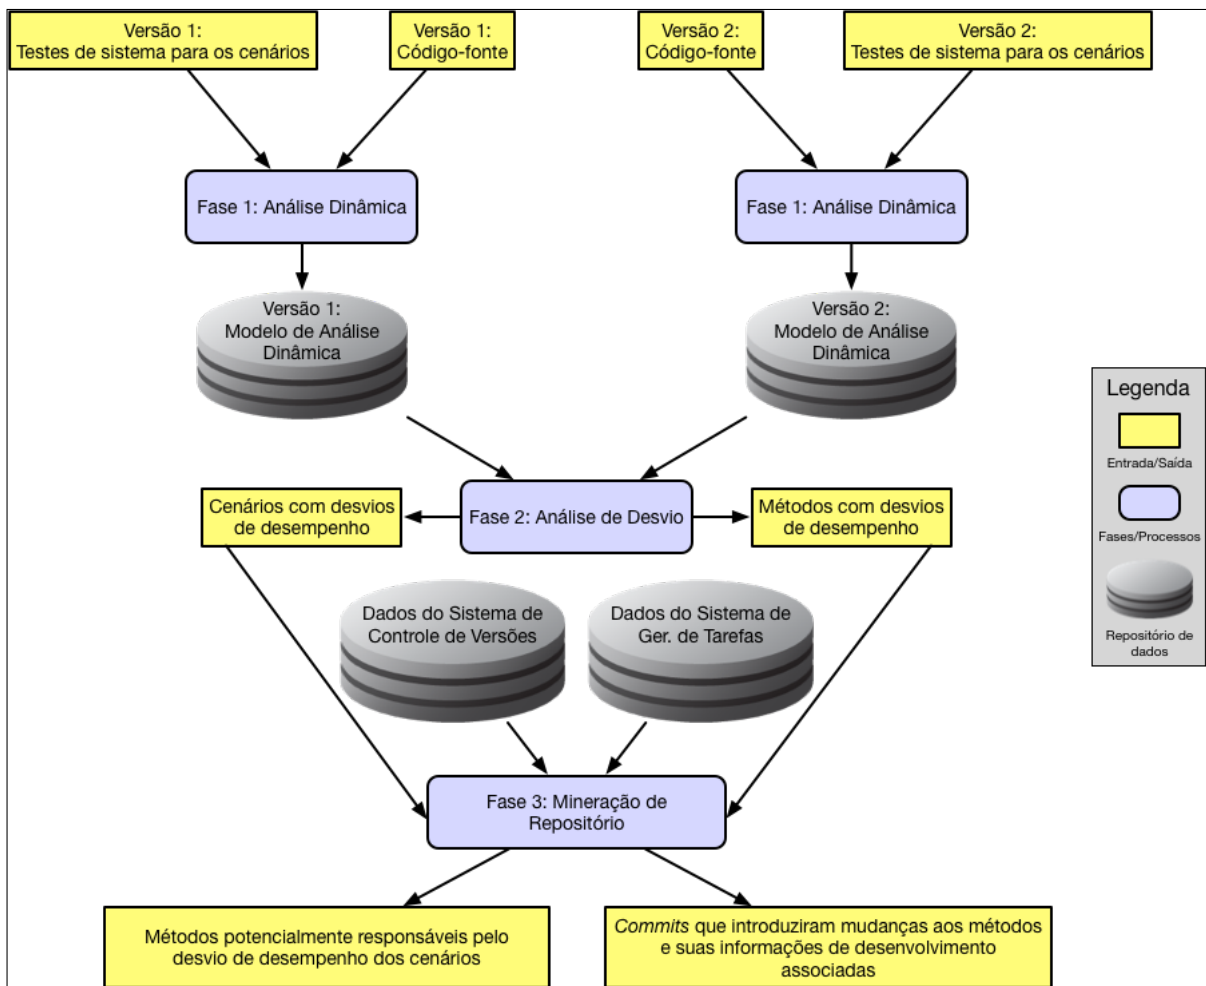 Versão 1:
Testes de sistema para os cenários
Versão 1:
Código-fonte
Versão 2:
Código-fonte
Versão 2:
Testes de sistema para os cenários
Fase 1: Análise Dinâmica
Fase 1: Análise Dinâmica
Versão 1:
Modelo de Análise
Dinâmica
Versão 2:
Modelo de Análise
Dinâmica
Legenda
Entrada/Saída
Fases/Processos
Repositório de
dados
Cenários com desvios
de desempenho
Fase 2: Análise de Desvio
Métodos com desvios
de desempenho
Dados do Sistema de
Controle de Versões
Dados do Sistema de
Ger. de Tarefas
Fase 3: Mineração de
Repositório
Métodos potencialmente responsáveis pelo
desvio de desempenho dos cenários
Commits que introduziram mudanças aos métodos
e suas informações de desenvolvimento
associadas